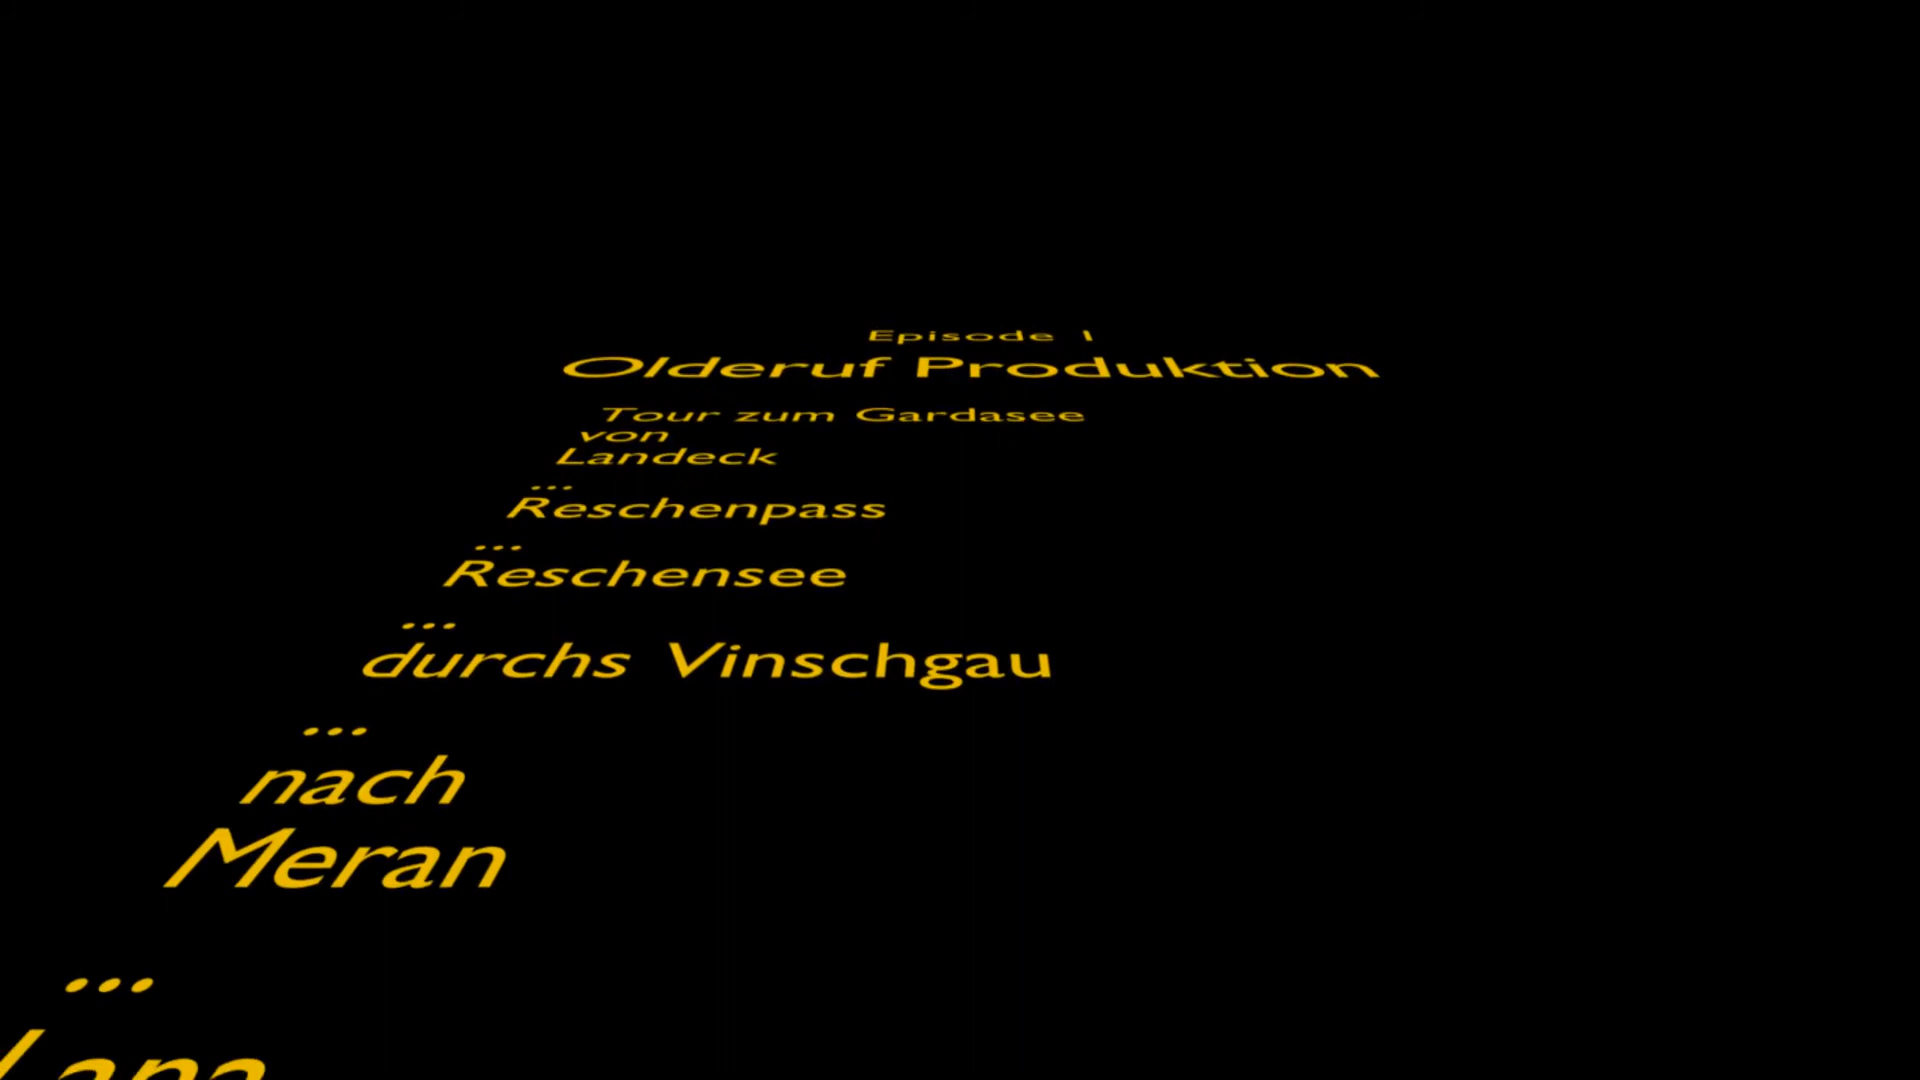 Episode I
Olderuf Produktion
Tour zum Gardasee
von
Landeck
...
Reschenpass
...
Reschensee
...
durchs Vinschgau
...
nach
Meran
...